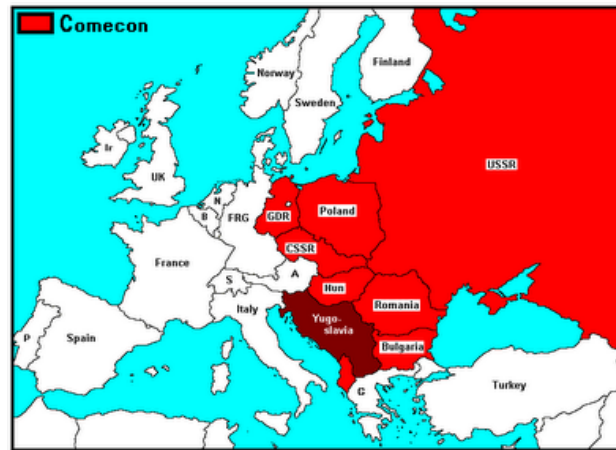 Comecon
Norway
Finland
Sweden
Ir
UK
USSR
N
B
FRG
GDR
Poland
CSSR
France
S
A
Hun
Italy
Romania
Yugo-
slavia
Bulgaria
P
Spain
G
Turkey